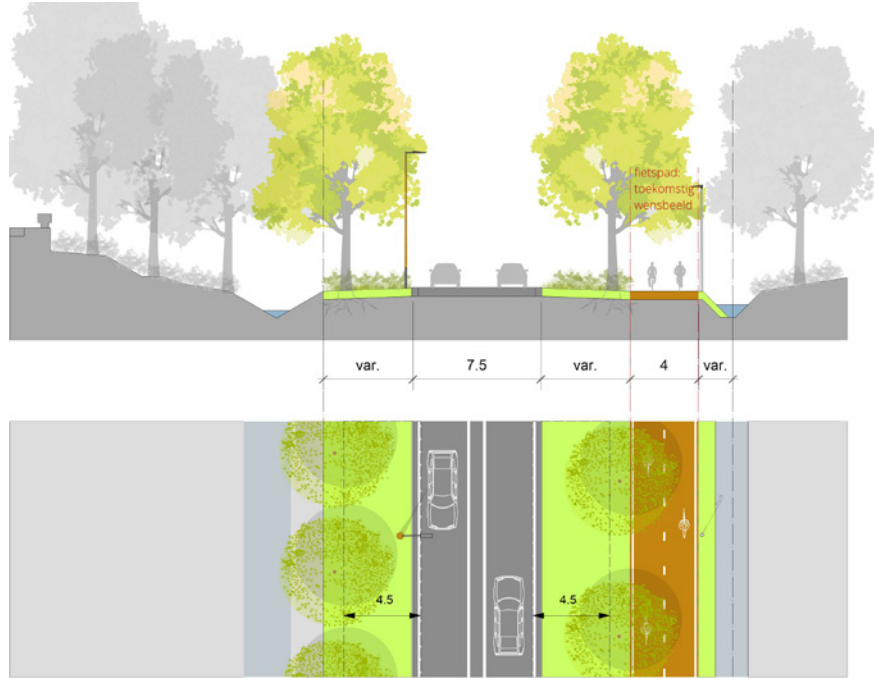 fietspad:
toekomstig
wensbeeld
var.
7.5
var.
4
var.
4.5
4.5